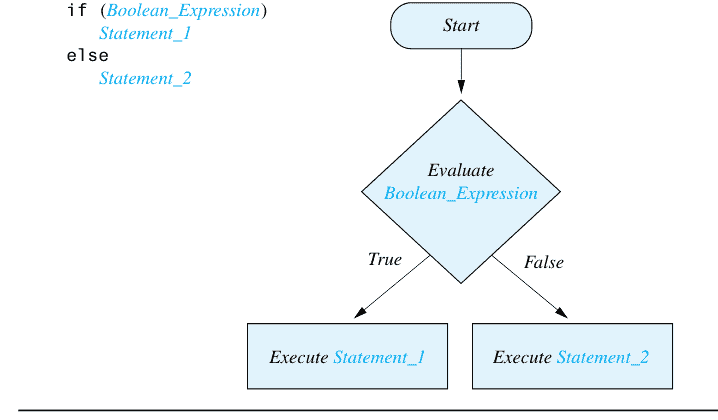 if (Boolean_Expression)
Statement_1
else
Statement_2
Start
Evaluate
Boolean_Expression
True
False
Execute Statement_1
Execute Statement_2